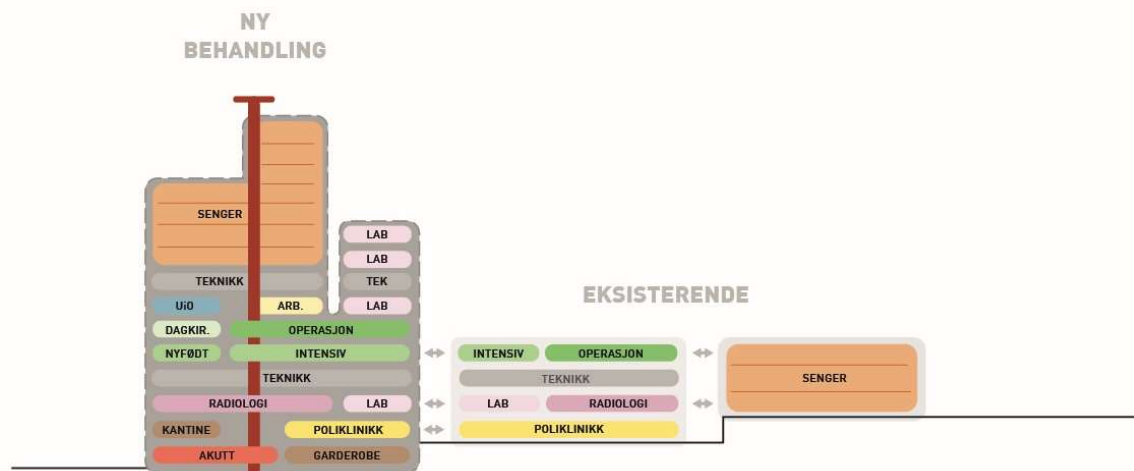 NY
BEHANDLING
SENGER
LAB
LAB
TEKNIKK TEK
UiO ARB. LAB
EKSISTERENDE
DAGKIR. OPERASJON
NYFØDT INTENSIV INTENSIV OPERASJON
TEKNIKK TEKNIKK SENGER
RADIOLOGI LAB LAB RADIOLOGI
KANTINE POLIKLINIKK POLIKLINIKK
AKUTT GARDEROBE